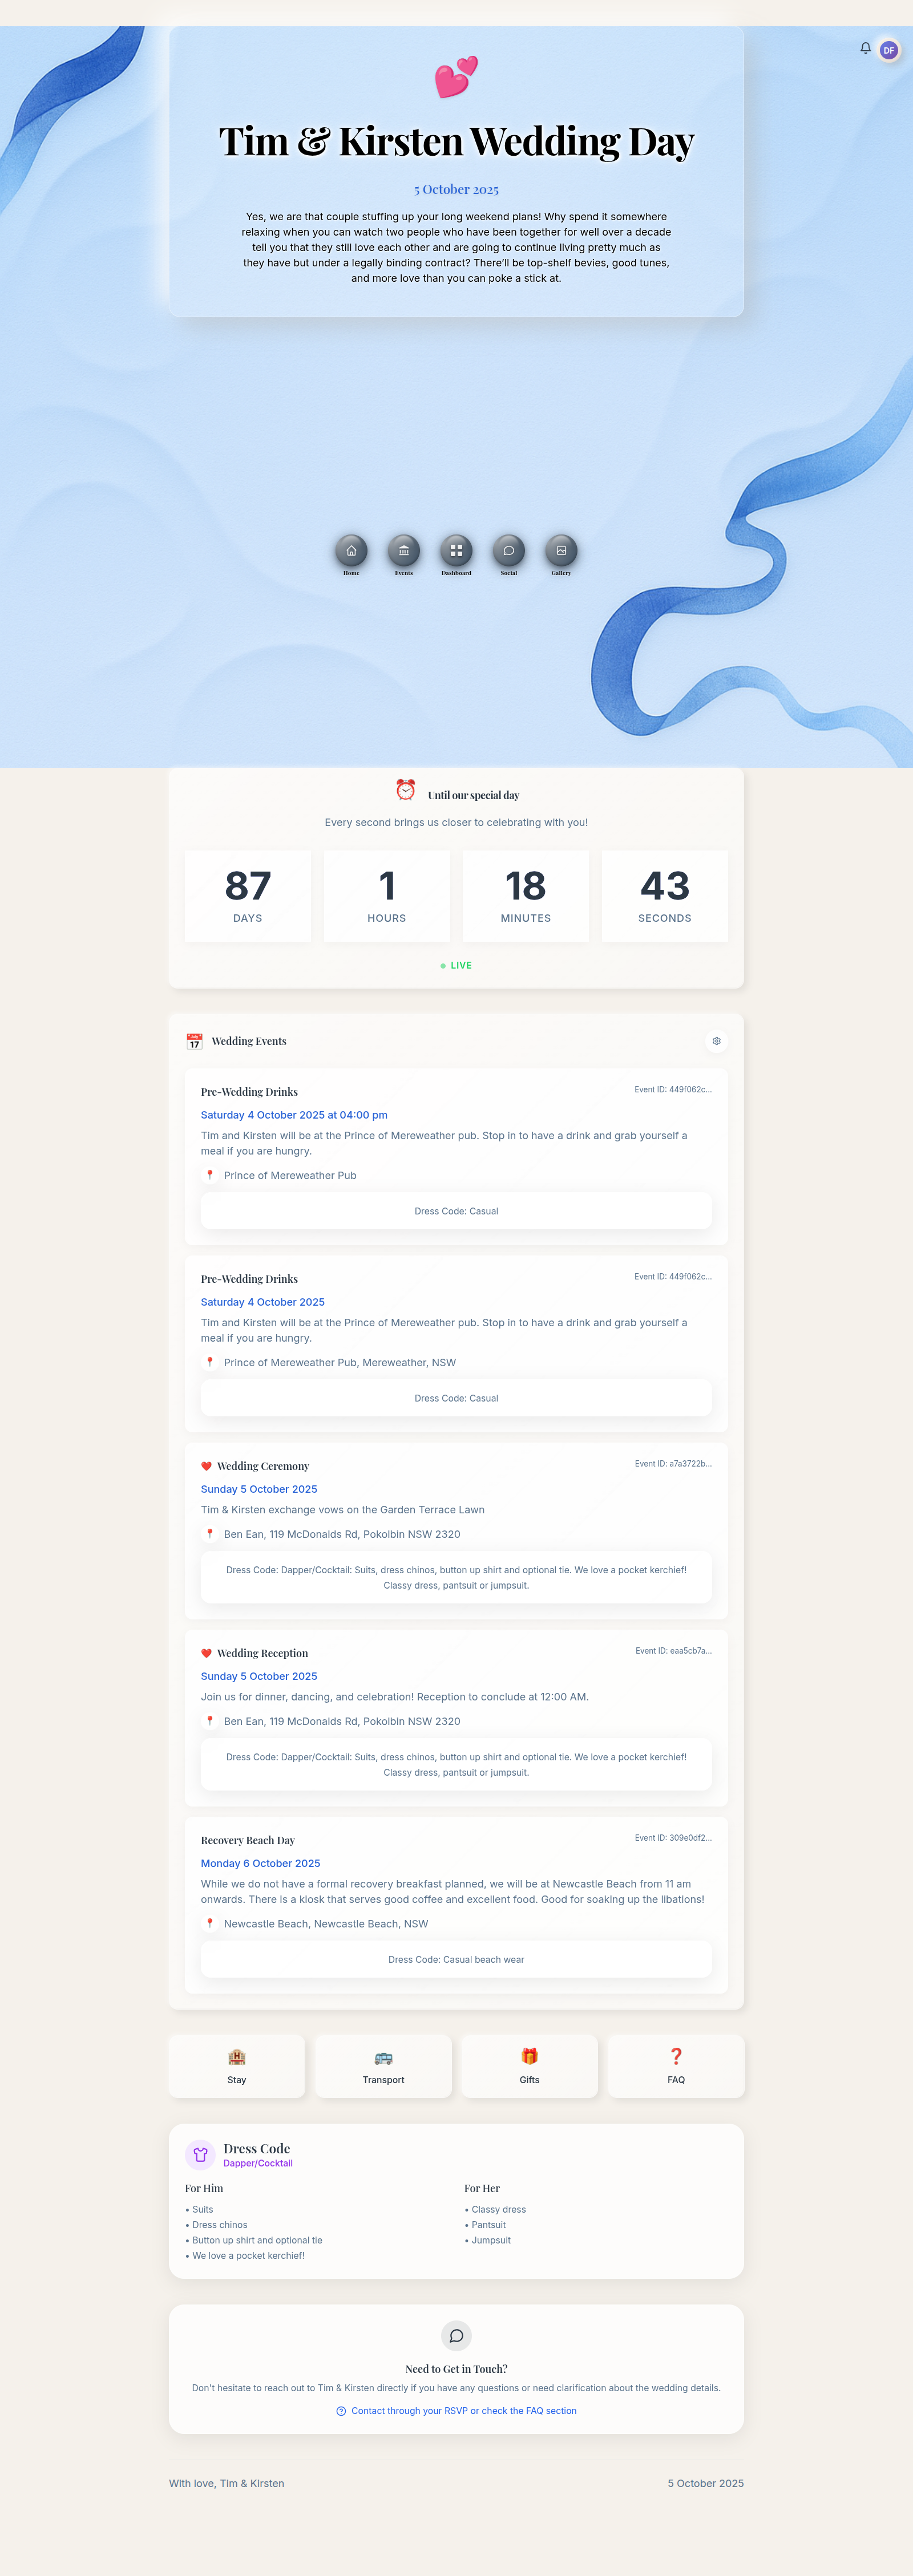 DF
Tim & Kirsten Wedding Day
5 October 2025
Yes, we are that couple stuffing up your long weekend plans! Why spend it somewhere
relaxing when you can watch two people who have been together for well over a decade
tell you that they still love each other and are going to continue living pretty much as
they have but under a legally binding contract? There'll be top-shelf bevies, good tunes,
and more love than you can poke a stick at.
Home Events Dashboard Social Gallery
Until our special day
Every second brings us closer to celebrating with you!
87 1 18 43
DAYS HOURS MINUTES SECONDS
LIVE
Wedding Events
Pre-Wedding Drinks Event ID: 449f062c...
Saturday 4 October 2025 at 04:00 pm
Tim and Kirsten will be at the Prince of Mereweather pub. Stop in to have a drink and grab yourself a
meal if you are hungry.
Prince of Mereweather Pub
Dress Code: Casual
Pre-Wedding Drinks Event ID: 449f062c...
Saturday 4 October 2025
Tim and Kirsten will be at the Prince of Mereweather pub. Stop in to have a drink and grab yourself a
meal if you are hungry.
Prince of Mereweather Pub, Mereweather, NSW
Dress Code: Casual
Wedding Ceremony Event ID: a7a3722b...
Sunday 5 October 2025
Tim & Kirsten exchange vows on the Garden Terrace Lawn
Ben Ean, 119 McDonalds Rd, Pokolbin NSW 2320
Dress Code: Dapper/Cocktail: Suits, dress chinos, button up shirt and optional tie. We love a pocket kerchief!
Classy dress, pantsuit or jumpsuit.
Wedding Reception Event ID: eaa5cb7a...
Sunday 5 October 2025
Join us for dinner, dancing, and celebration! Reception to conclude at 12:00 AM.
Ben Ean, 119 McDonalds Rd, Pokolbin NSW 2320
Dress Code: Dapper/Cocktail: Suits, dress chinos, button up shirt and optional tie. We love a pocket kerchief!
Classy dress, pantsuit or jumpsuit.
Recovery Beach Day Event ID: 309e0df2...
Monday 6 October 2025
While we do not have a formal recovery breakfast planned, we will be at Newcastle Beach from 11 am
onwards. There is a kiosk that serves good coffee and excellent food. Good for soaking up the libations!
Newcastle Beach, Newcastle Beach, NSW
Dress Code: Casual beach wear
Stay Transport Gifts FAQ
Dress Code
Dapper/Cocktail
For Him For Her
• Suits • Classy dress
• Dress chinos • Pantsuit
• Button up shirt and optional tie • Jumpsuit
• We love a pocket kerchief!
Need to Get in Touch?
Don't hesitate to reach out to Tim & Kirsten directly if you have any questions or need clarification about the wedding details.
Contact through your RSVP or check the FAQ section
With love, Tim & Kirsten 5 October 2025